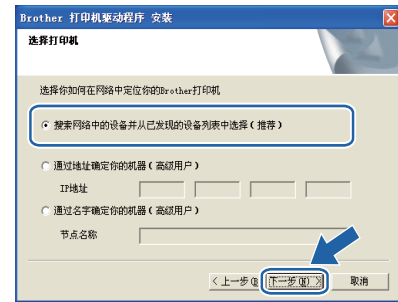 Brother 打印机驱动程序 安装
选择打印机
选择你如何在网络中定位你的Brother打印机
搜索网络中的设备并从已发现的设备列表中选择(推荐)
通过地址确定你的机器(高级用户)
IP地址
通过名字确定你的机器(高级用户)
节点名称
<上一步(B) 下一步(N) > 取消